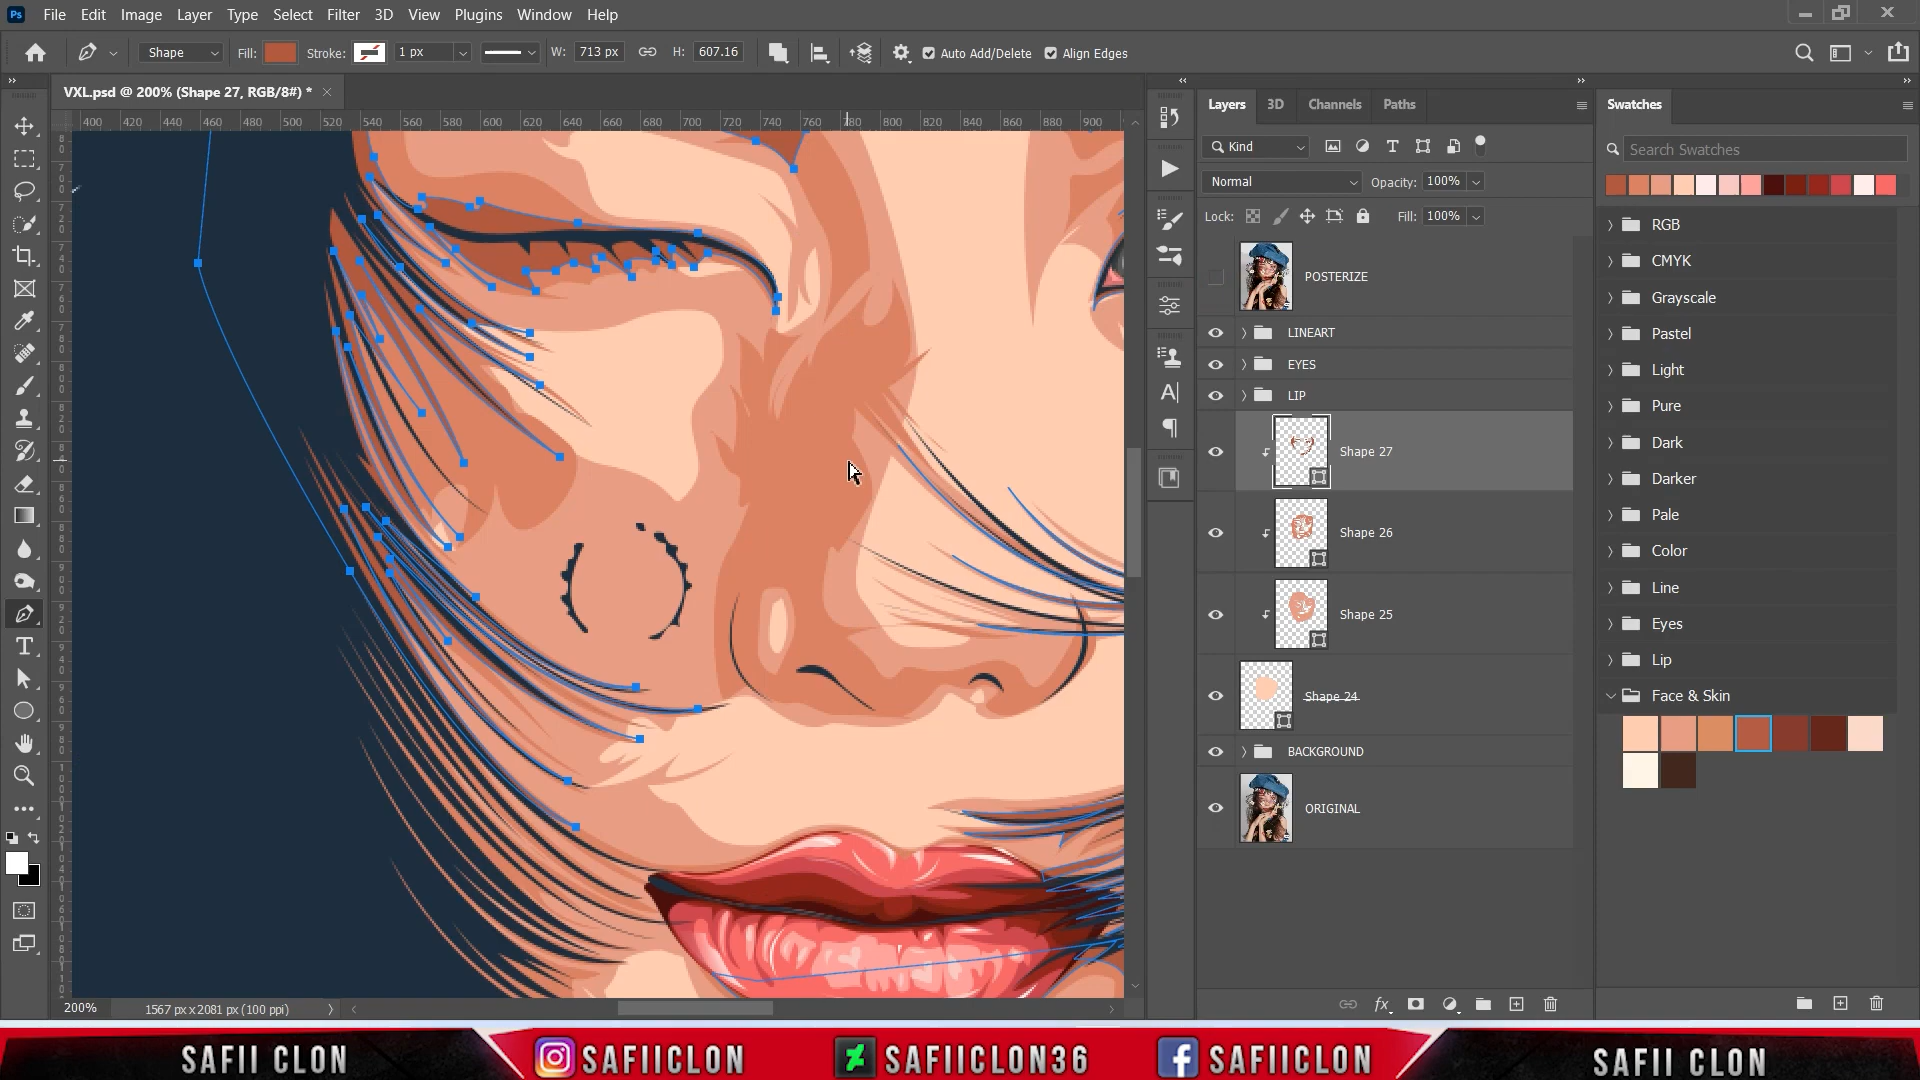 Ps File Edit Image Layer Type Select Filter 3D View Plugins Window Help
Shape Fill: Stroke: 1 px W: 713 px H: 607.16 Auto Add/Delete Align Edges
VXL.psd @ 200% (Shape 27, RGB/8#) *
400 420 440 460 480 500 520 540 560 580 600 620 640 660 680 700 720 740 760 780 800 820 840 860 880 900
Layers 3D Channels Paths
Kind
Normal Opacity: 100%
Lock: Fill: 100%
POSTERIZE
LINEART
EYES
LIP
Shape 27
Shape 26
Shape 25
Shape 24
BACKGROUND
ORIGINAL
Swatches
Search Swatches
RGB
CMYK
Grayscale
Pastel
Light
Pure
Dark
Darker
Pale
Color
Line
Eyes
Lip
Face & Skin
200% 1567 px x 2081 px (100 ppi)
SAFII CLON SAFIICLON SAFIICLON36 SAFIICLON SAFII CLON